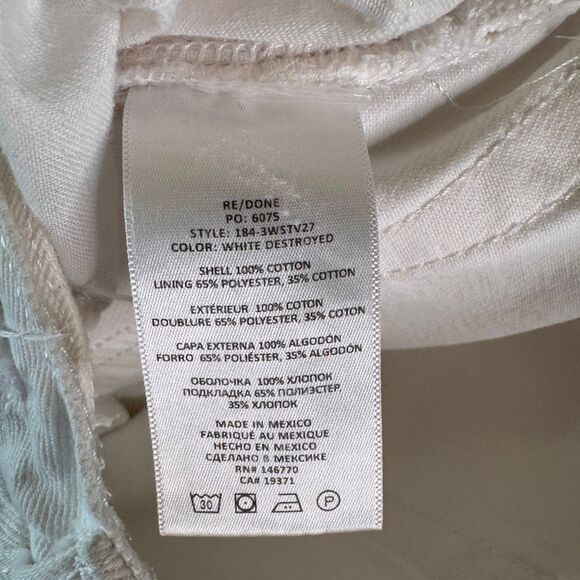 RE/DONE
PO: 6075
STYLE: 184-3WSTV27
COLOR: WHITE DESTROYED
SHELL 100% COTTON
LINING 65% POLYESTER, 35% COTTON
EXTÉRIEUR 100% COTON
DOUBLURE 65% POLYESTER, 35% COTON
CAPA EXTERNA 100% ALGODÓN
FORRO 65% POLIÉSTER, 35% ALGODÓN
ОБОЛОЧКА 100% ХЛОПОК
ПОДКЛАДКА 65% ПОЛИЭСТЕР,
35% ХЛОПОК
MADE IN MEXICO
FABRIQUÉ AU MEXIQUE
HECHO EN MÉXICO
СДЕЛАНО В МЕКСИКЕ
RN# 146770
CA# 19371
30 P